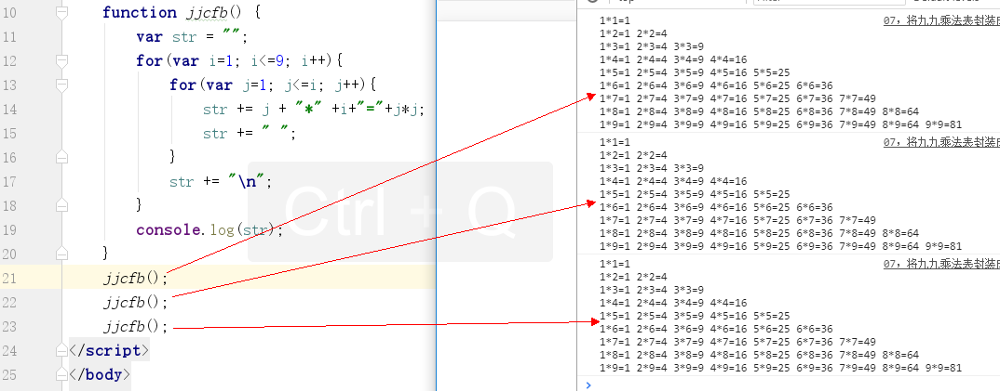 10 function jjcfb() {
11 var str = "";
12 for(var i=1; i<=9; i++){
13 for(var j=1; j<=i; j++){
14 str += j + "*" +i+"="+j*j;
15 str += " ";
16 }
17 str += "\n";
18 }
19 console.log(str);
20 }
21 jjcfb();
22 jjcfb();
23 jjcfb();
24 </script>
25 </body>
Ctrl + Q
1*1=1 07，将九九乘法表封装
1*2=1 2*2=4
1*3=1 2*3=4 3*3=9
1*4=1 2*4=4 3*4=9 4*4=16
1*5=1 2*5=4 3*5=9 4*5=16 5*5=25
1*6=1 2*6=4 3*6=9 4*6=16 5*6=25 6*6=36
1*7=1 2*7=4 3*7=9 4*7=16 5*7=25 6*7=36 7*7=49
1*8=1 2*8=4 3*8=9 4*8=16 5*8=25 6*8=36 7*8=49 8*8=64
1*9=1 2*9=4 3*9=9 4*9=16 5*9=25 6*9=36 7*9=49 8*9=64 9*9=81
1*1=1 07，将九九乘法表封装
1*2=1 2*2=4
1*3=1 2*3=4 3*3=9
1*4=1 2*4=4 3*4=9 4*4=16
1*5=1 2*5=4 3*5=9 4*5=16 5*5=25
1*6=1 2*6=4 3*6=9 4*6=16 5*6=25 6*6=36
1*7=1 2*7=4 3*7=9 4*7=16 5*7=25 6*7=36 7*7=49
1*8=1 2*8=4 3*8=9 4*8=16 5*8=25 6*8=36 7*8=49 8*8=64
1*9=1 2*9=4 3*9=9 4*9=16 5*9=25 6*9=36 7*9=49 8*9=64 9*9=81
1*1=1 07，将九九乘法表封装
1*2=1 2*2=4
1*3=1 2*3=4 3*3=9
1*4=1 2*4=4 3*4=9 4*4=16
1*5=1 2*5=4 3*5=9 4*5=16 5*5=25
1*6=1 2*6=4 3*6=9 4*6=16 5*6=25 6*6=36
1*7=1 2*7=4 3*7=9 4*7=16 5*7=25 6*7=36 7*7=49
1*8=1 2*8=4 3*8=9 4*8=16 5*8=25 6*8=36 7*8=49 8*8=64
1*9=1 2*9=4 3*9=9 4*9=16 5*9=25 6*9=36 7*9=49 8*9=64 9*9=81